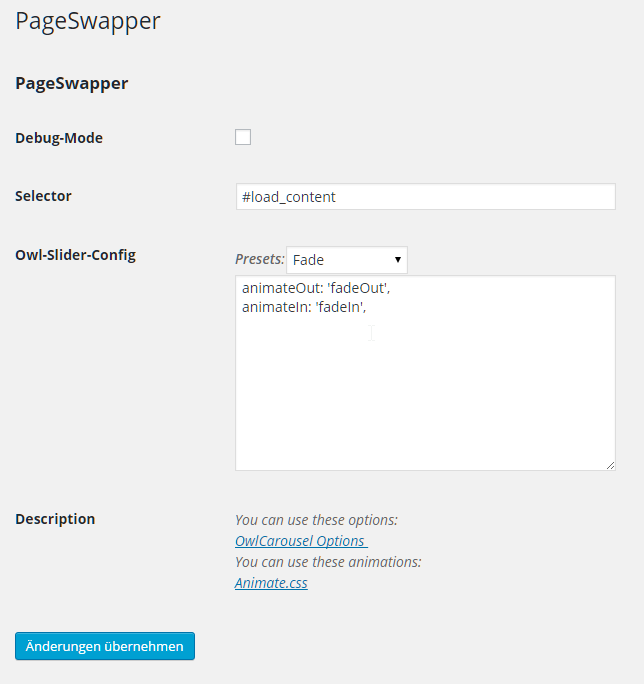 PageSwapper
PageSwapper
Debug-Mode
Selector
#load_content
Owl-Slider-Config
Presets: Fade
animateOut: 'fadeOut',
animateIn: 'fadeIn',
Description
You can use these options:
OwlCarousel Options
You can use these animations:
Animate.css
Änderungen übernehmen